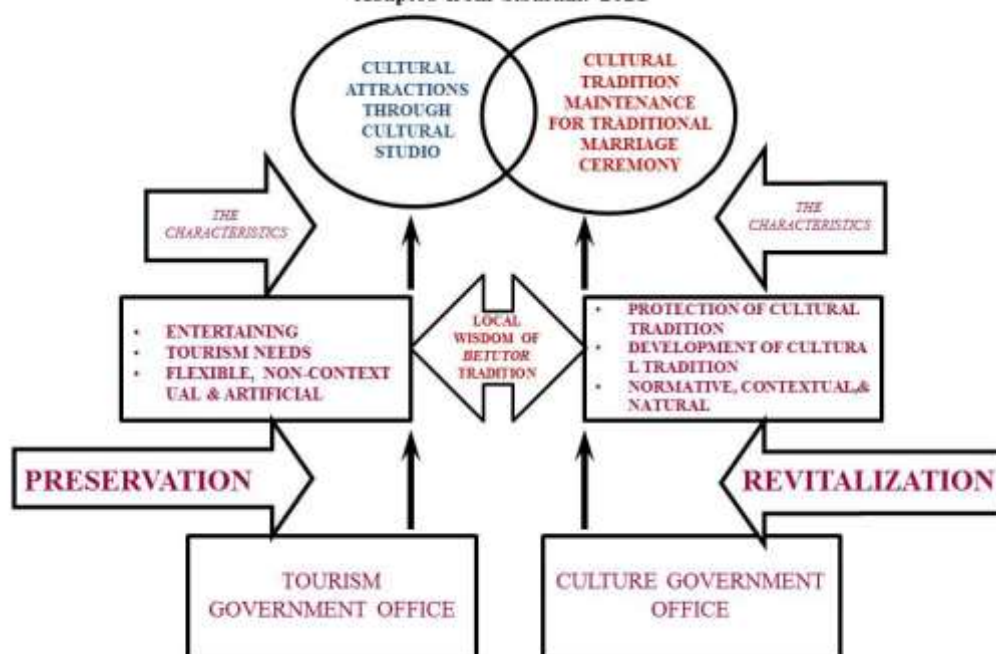 2021
CULTURAL
ATTRACTIONS
THROUGH
CULTURAL
STUDIO
CULTURAL
TRADITION
MAINTENANCE
FOR TRADITIONAL
MARRIAGE
CEREMONY
THE
CHARACTERISTICS
THE
CHARACTERISTICS
• ENTERTAINING
• TOURISM NEEDS
• FLEXIBLE, NON-CONTEXT
UAL & ARTIFICIAL
LOCAL
WISDOM OF
BETUTOR
TRADITION
• PROTECTION OF CULTURAL
TRADITION
• DEVELOPMENT OF CULTURA
L TRADITION
• NORMATIVE, CONTEXTUAL,&
NATURAL
PRESERVATION
REVITALIZATION
TOURISM
GOVERNMENT OFFICE
CULTURE GOVERNMENT
OFFICE